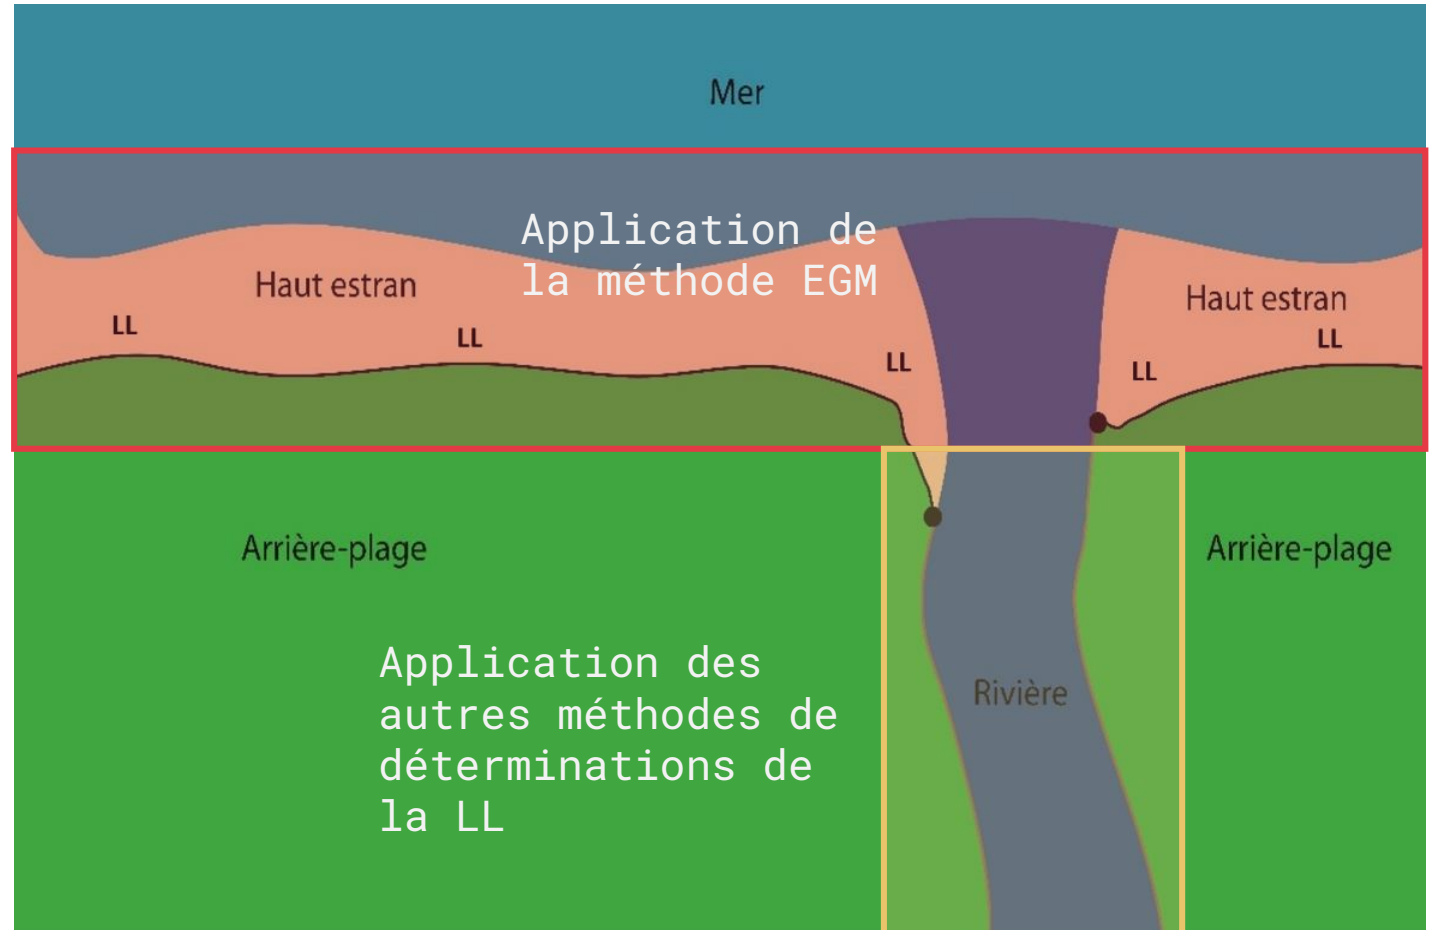 Mer
Application de
la méthode EGM
Haut estran
Haut estran
LL
LL
LL
LL
LL
Arrière-plage
Arrière-plage
Application des
autres méthodes de
déterminations de
la LL
Rivière